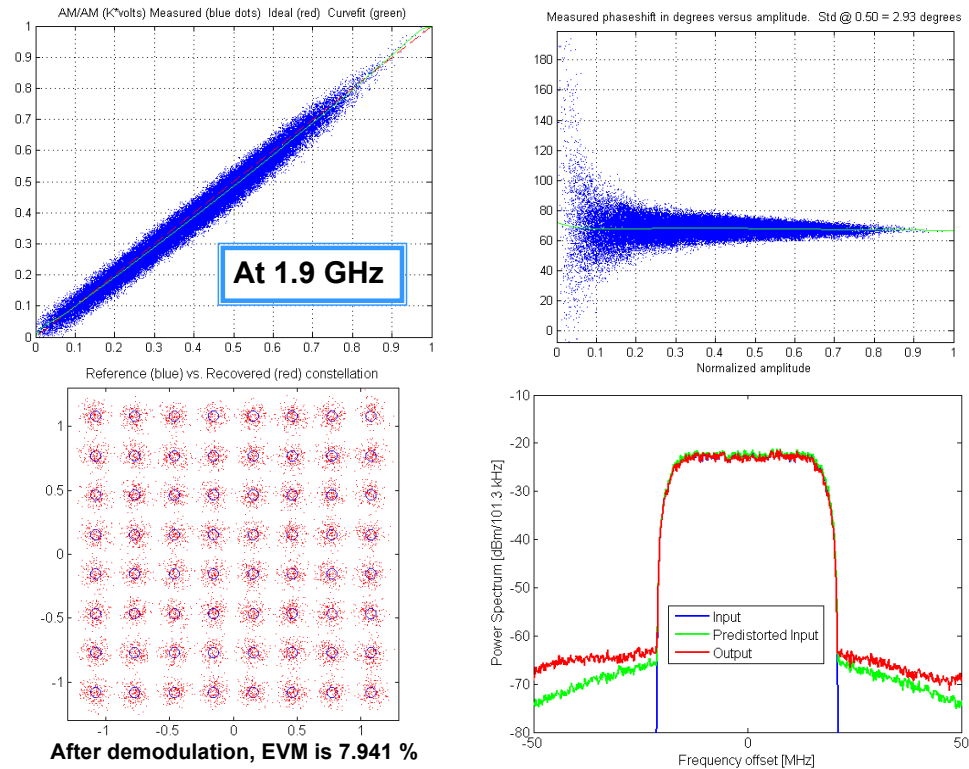 AM/AM (K*volts) Measured (blue dots) Ideal (red) Curvefit (green)
1
0.9
0.8
0.7
0.6
0.5
0.4
0.3
0.2
0.1
0
At 1.9 GHz
0 0.1 0.2 0.3 0.4 0.5 0.6 0.7 0.8 0.9 1
Measured phaseshift in degrees versus amplitude. Std @ 0.50 = 2.93 degrees
180
160
140
120
100
80
60
40
20
0
0 0.1 0.2 0.3 0.4 0.5 0.6 0.7 0.8 0.9 1
Normalized amplitude
Reference (blue) vs. Recovered (red) constellation
1
0.5
0
-0.5
-1
-1 -0.5 0 0.5 1
After demodulation, EVM is 7.941 %
Power Spectrum [dBm/101.3 kHz]
-10
-20
-30
-40
-50
-60
-70
-80
Input
Predistorted Input
Output
-50 0 50
Frequency offset [MHz]